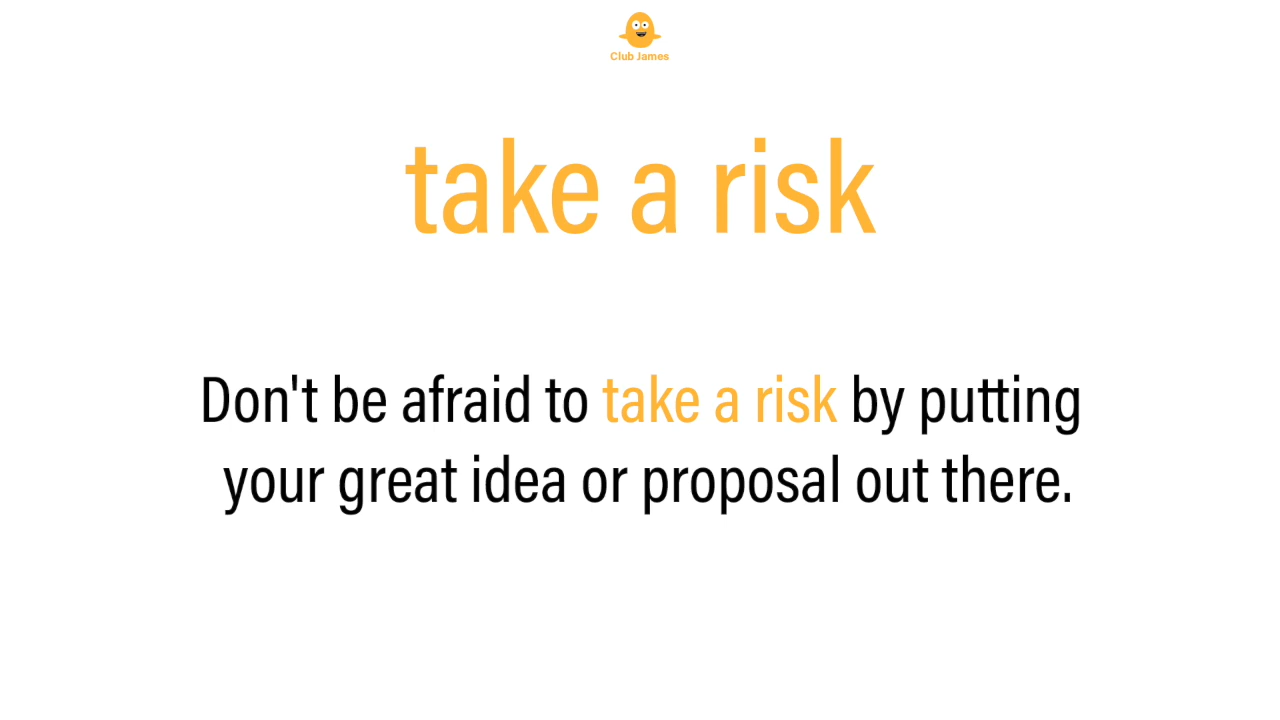 Club James
take a risk
Don't be afraid to take a risk by putting
your great idea or proposal out there.